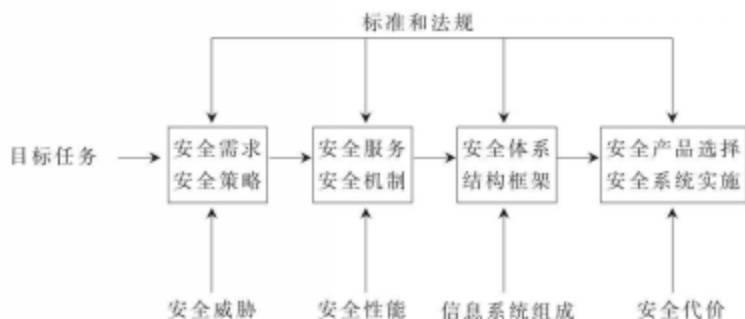 标准和法规
目标任务
安全需求
安全策略
安全服务
安全机制
安全体系
结构框架
安全产品选择
安全系统实施
安全威胁
安全性能
信息系统组成
安全代价